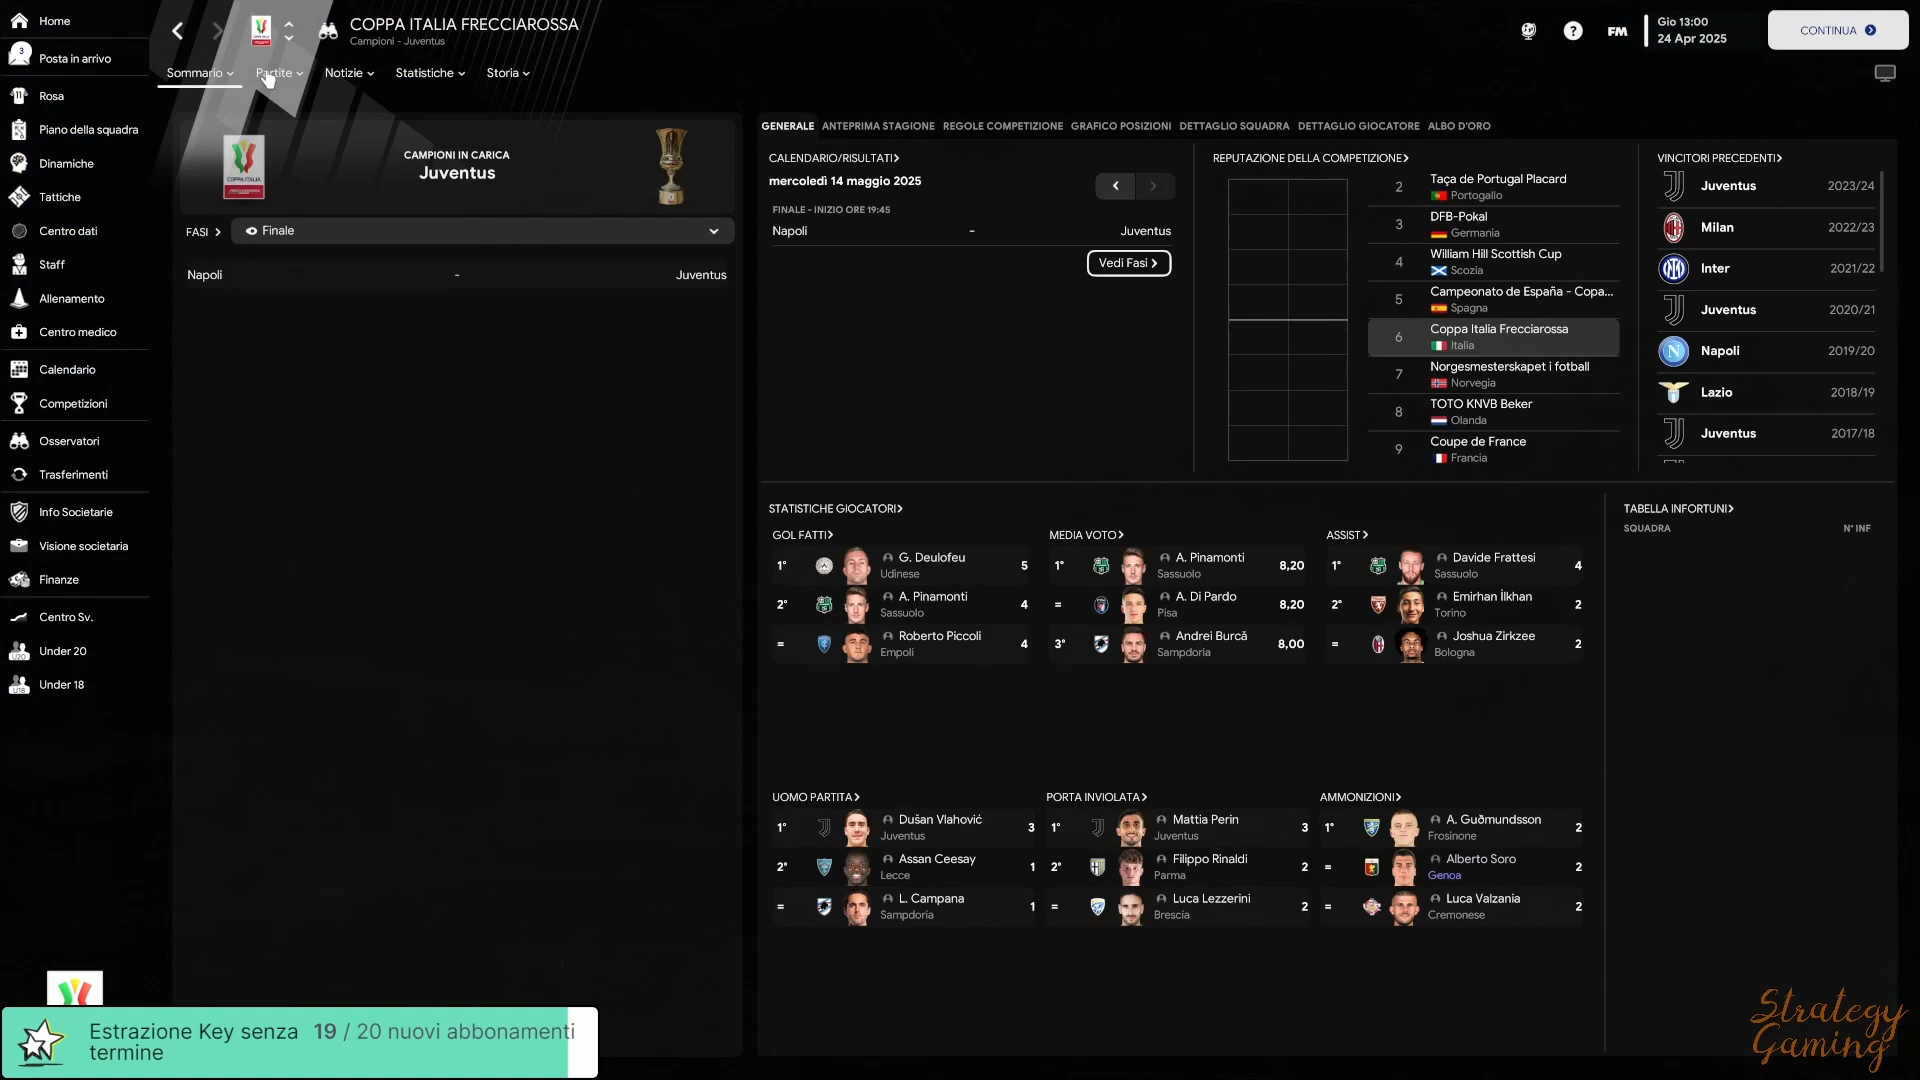 Home
3
Posta in arrivo
Rosa
Piano della squadra
Dinamiche
Tattiche
Centro dati
Staff
Allenamento
Centro medico
Calendario
Competizioni
Osservatori
Trasferimenti
Info Societarie
Visione societaria
Finanze
Centro Sv.
U20
Under 20
U18
Under 18
COPPA ITALIA FRECCIAROSSA
Campioni - Juventus
Sommario
Partite
Notizie
Statistiche
Storia
FM
Gio 13:00
24 Apr 2025
CONTINUA
COPPA ITALIA
CAMPIONI IN CARICA
Juventus
FASI
Finale
Napoli - Juventus
GENERALE ANTEPRIMA STAGIONE REGOLE COMPETIZIONE GRAFICO POSIZIONI DETTAGLIO SQUADRA DETTAGLIO GIOCATORE ALBO D'ORO
CALENDARIO/RISULTATI
mercoledì 14 maggio 2025
FINALE - INIZIO ORE 19:45
Napoli - Juventus
Vedi Fasi
REPUTAZIONE DELLA COMPETIZIONE
2 Taça de Portugal Placard
Portogallo
3 DFB-Pokal
Germania
4 William Hill Scottish Cup
Scozia
5 Campeonato de España - Copa...
Spagna
6 Coppa Italia Frecciarossa
Italia
7 Norgesmesterskapet i fotball
Norvegia
8 TOTO KNVB Beker
Olanda
9 Coupe de France
Francia
VINCITORI PRECEDENTI
Juventus 2023/24
Milan 2022/23
Inter 2021/22
Juventus 2020/21
Napoli 2019/20
Lazio 2018/19
Juventus 2017/18
STATISTICHE GIOCATORI
GOL FATTI
1° G. Deulofeu 5
Udinese
2° A. Pinamonti 4
Sassuolo
= Roberto Piccoli 4
Empoli
MEDIA VOTO
1° A. Pinamonti 8,20
Sassuolo
= A. Di Pardo 8,20
Pisa
3° Andrei Burcă 8,00
Sampdoria
ASSIST
1° Davide Frattesi 4
Sassuolo
2° Emirhan İlkhan 2
Torino
= Joshua Zirkzee 2
Bologna
TABELLA INFORTUNI
SQUADRA N° INF
UOMO PARTITA
1° Dušan Vlahović 3
Juventus
2° Assan Ceesay 1
Lecce
= L. Campana 1
Sampdoria
PORTA INVIOLATA
1° Mattia Perin 3
Juventus
2° Filippo Rinaldi 2
Parma
= Luca Lezzerini 2
Brescia
AMMONIZIONI
1° A. Guðmundsson 2
Frosinone
= Alberto Soro 2
Genoa
= Luca Valzania 2
Cremonese
Estrazione Key senza termine
19 / 20 nuovi abbonamenti
Strategy
Gaming